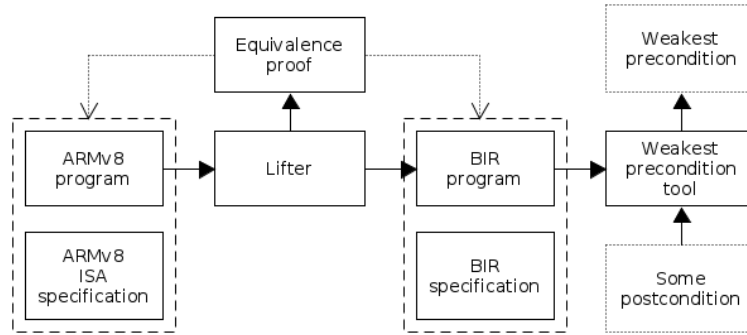 Equivalence
proof
Weakest
precondition
ARMv8
program
Lifter
BIR
program
Weakest
precondition
tool
ARMv8
ISA
specification
BIR
specification
Some
postcondition